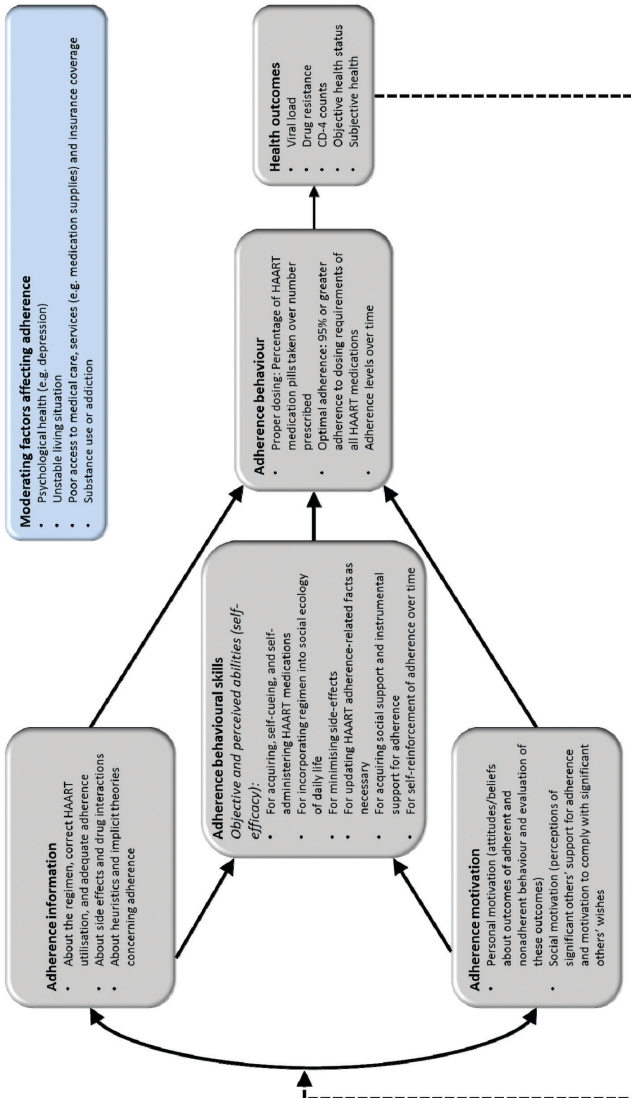 Adherence information
• About the regimen, correct HAART
utilisation, and adequate adherence
• About side effects and drug interactions
• About heuristics and implicit theories
concerning adherence
Adherence motivation
• Personal motivation (attitudes/beliefs
about outcomes of adherent and
nonadherent behaviour and evaluation of
these outcomes)
• Social motivation (perceptions of
significant others' support for adherence
and motivation to comply with significant
others' wishes
Adherence behavioural skills
Objective and perceived abilities (self-
efficacy):
• For acquiring, self-cueing, and self-
administering HAART medications
• For incorporating regimen into social ecology
of daily life
• For minimising side-effects
• For updating HAART adherence-related facts as
necessary
• For acquiring social support and instrumental
support for adherence
• For self-reinforcement of adherence over time
Moderating factors affecting adherence
• Psychological health (e.g. depression)
• Unstable living situation
• Poor access to medical care, services (e.g. medication supplies) and insurance coverage
• Substance use or addiction
Adherence behaviour
• Proper dosing: Percentage of HAART
medication pills taken over number
prescribed
• Optimal adherence: 95% or greater
adherence to dosing requirements of
all HAART medications
• Adherence levels over time
Health outcomes
• Viral load
• Drug resistance
• CD-4 counts
• Objective health status
• Subjective health